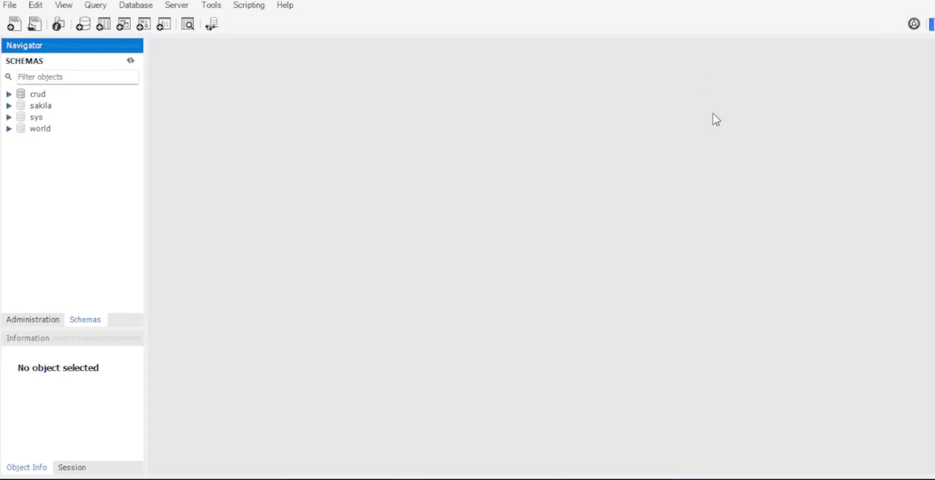 File Edit View Query Database Server Tools Scripting Help
Navigator
SCHEMAS
Filter objects
crud
sakila
sys
world
Administration Schemas
Information
No object selected
Object Info Session